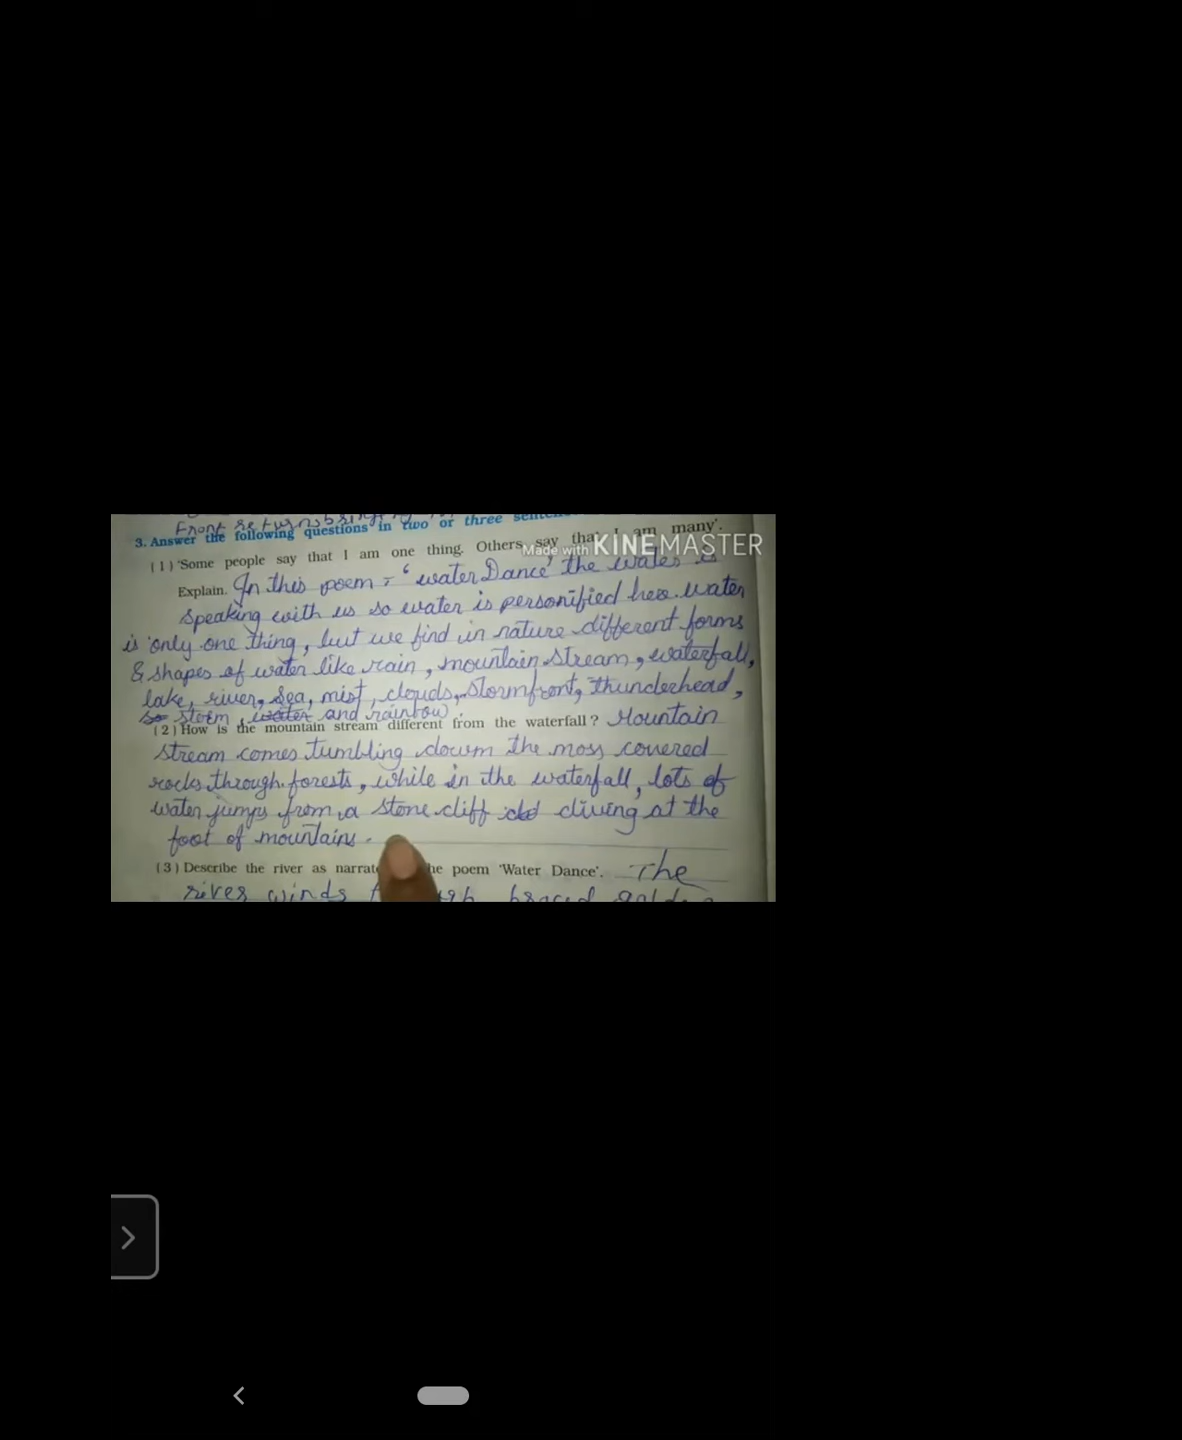 Front returns
3. Answer the following questions in two or three
(1) 'Some people say that I am one thing. Others say that I am many'.
Made with KINEMASTER
Explain. In this poem - 'water Dance' the water is
speaking with us so water is personified here. water
is only one thing, but we find in nature different forms
& shapes of water like rain, mountain stream, waterfall,
lake, river, sea, mist, clouds, stormfront, thunderhead,
so storm, water and rainbow.
(2) How is the mountain stream different from the waterfall? Mountain
stream comes tumbling down the moss covered
rocks through forests, while in the waterfall, lots of
water jumps from a stone cliff diving at the
foot of mountains.
(3) Describe the river as the poem 'Water Dance'. The
river winds